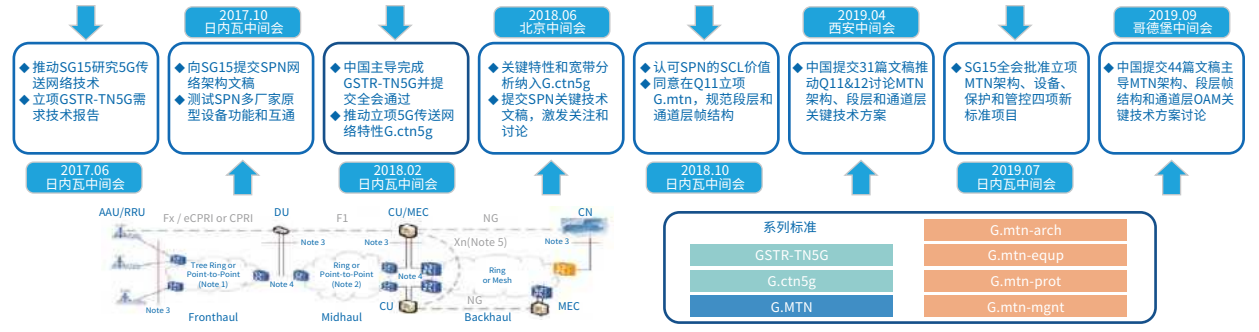 2017.10
日内瓦中间会
2018.06
北京中间会
2019.04
西安中间会
2019.09
哥德堡中间会
推动SG15研究5G传
送网络技术
立项GSTR-TN5G需
求技术报告
向SG15提交SPN网
络架构文稿
测试SPN多厂家原
型设备功能和互通
中国主导完成
GSTR-TN5G并提
交全会通过
推动立项5G传送网
络特性G.ctn5g
关键特性和宽带分
析纳入G.ctn5g
提交SPN关键技术
文稿，激发关注和
讨论
认可SPN的SCL价值
同意在Q11立项
G.mtn，规范段层和
通道层帧结构
中国提交31篇文稿推
动Q11&12讨论MTN
架构、段层和通道层
关键技术方案
SG15全会批准立项
MTN架构、设备、
保护和管控四项新
标准项目
中国提交44篇文稿主
导MTN架构、段层帧
结构和通道层OAM关
键技术方案讨论
2017.06
日内瓦中间会
2018.02
日内瓦中间会
2018.10
日内瓦中间会
2019.07
日内瓦中间会
AAU/RRU
Fx / eCPRI or CPRI
DU
F1
CU/MEC
NG
CN
Note 3
Note 3
Xn(Note 5)
Note 3
Tree Ring or
Point-to-Point
(Note 1)
Note 4
Ring or
Point-to-Point
(Note 2)
Note 4
Ring
or Mesh
Note 3
CU
NG
MEC
Fronthaul
Midhaul
Backhaul
系列标准
GSTR-TN5G
G.ctn5g
G.MTN
G.mtn-arch
G.mtn-equp
G.mtn-prot
G.mtn-mgnt